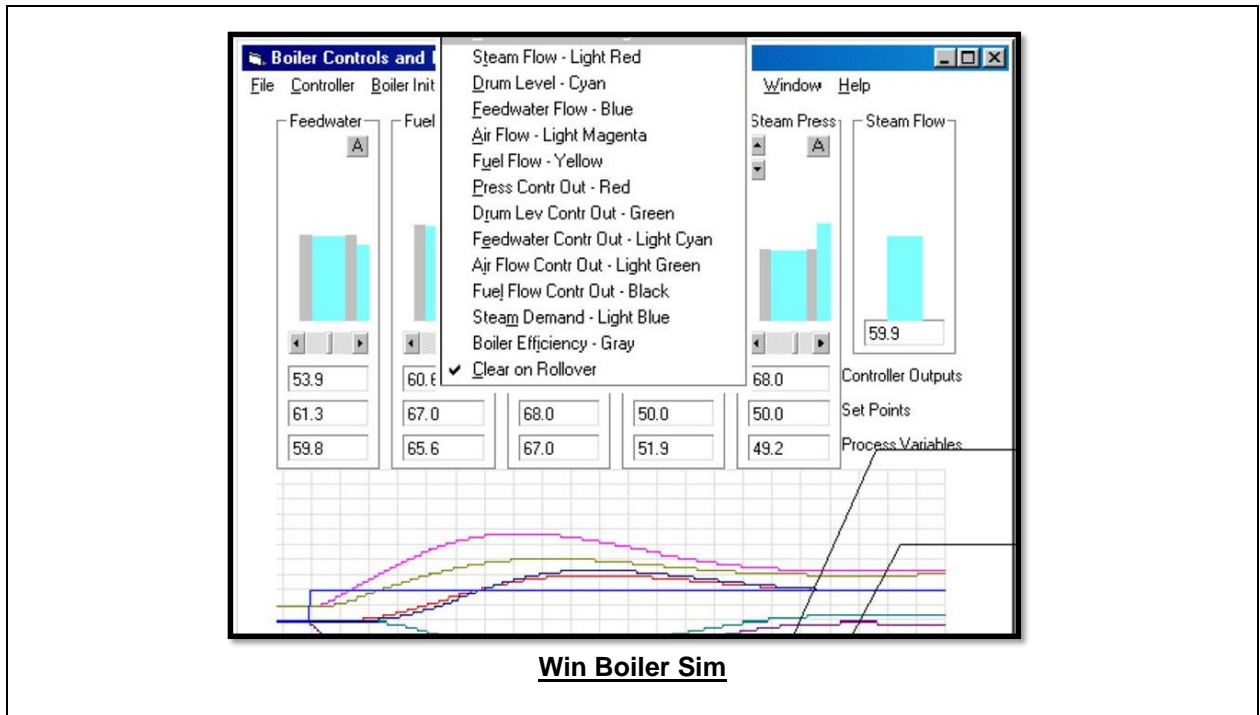 Boiler Controls and
File Controller Boiler Init Window Help
Steam Flow - Light Red
Drum Level - Cyan
Feedwater Flow - Blue
Air Flow - Light Magenta
Fuel Flow - Yellow
Press Contr Out - Red
Drum Lev Contr Out - Green
Feedwater Contr Out - Light Cyan
Air Flow Contr Out - Light Green
Fuel Flow Contr Out - Black
Steam Demand - Light Blue
Boiler Efficiency - Gray
✔ Clear on Rollover
Feedwater Fuel Steam Press Steam Flow
A A
59.9
53.9 60.6 68.0 Controller Outputs
61.3 67.0 68.0 50.0 50.0 Set Points
59.8 65.6 67.0 51.9 49.2 Process Variables
Win Boiler Sim